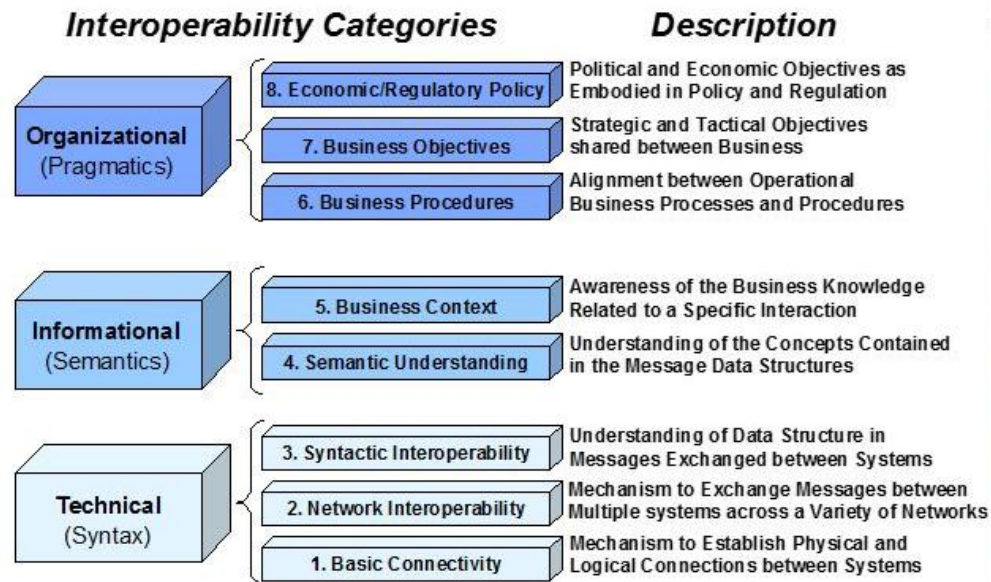 Interoperability Categories
Description
Organizational
(Pragmatics)
8. Economic/Regulatory Policy
Political and Economic Objectives as
Embodied in Policy and Regulation
7. Business Objectives
Strategic and Tactical Objectives
shared between Business
6. Business Procedures
Alignment between Operational
Business Processes and Procedures
Informational
(Semantics)
5. Business Context
Awareness of the Business Knowledge
Related to a Specific Interaction
4. Semantic Understanding
Understanding of the Concepts Contained
in the Message Data Structures
Technical
(Syntax)
3. Syntactic Interoperability
Understanding of Data Structure in
Messages Exchanged between Systems
2. Network Interoperability
Mechanism to Exchange Messages between
Multiple systems across a Variety of Networks
1. Basic Connectivity
Mechanism to Establish Physical and
Logical Connections between Systems